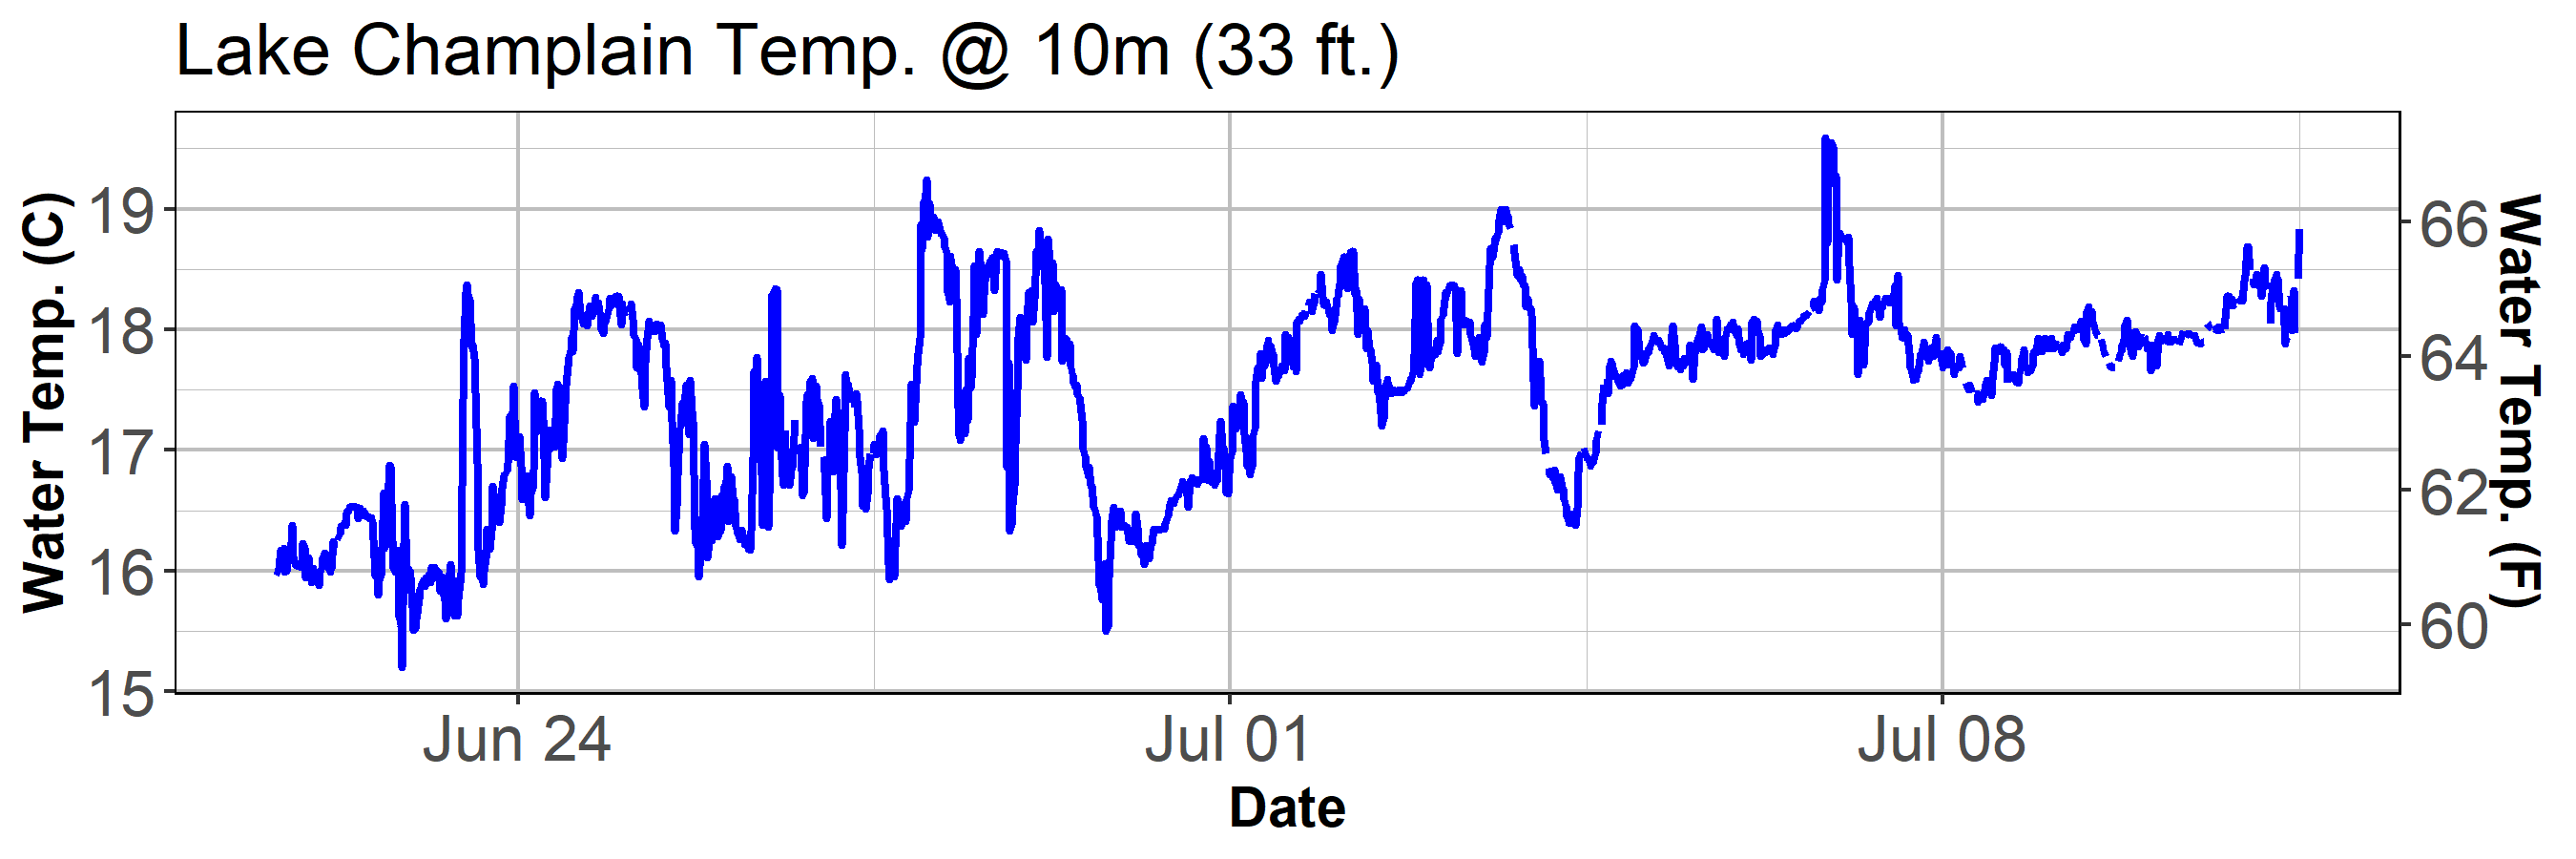 Lake Champlain Temp. @ 10m (33 ft.)
Water Temp. (C)
19
18
17
16
15
66
64
62
60
Water Temp. (F)
Jun 24
Jul 01
Jul 08
Date